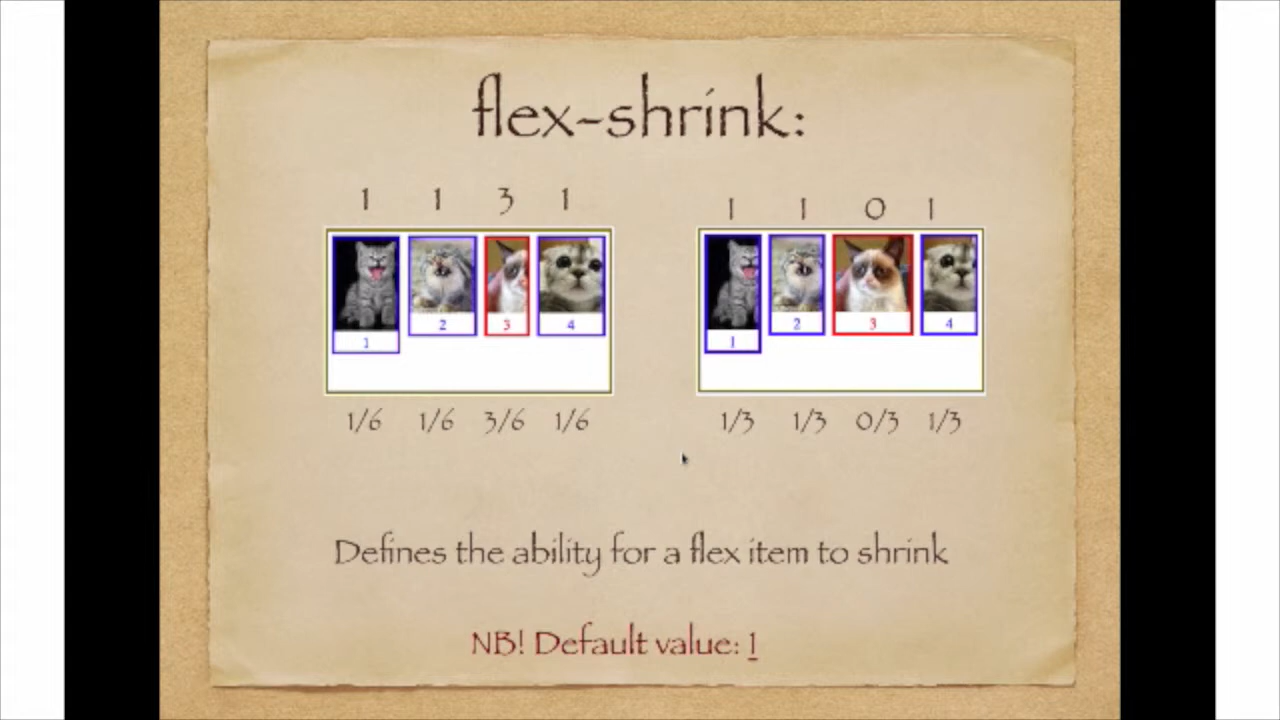 flex-shrink:
1 1 3 1
1 2 3 4
1/6 1/6 3/6 1/6
1 1 0 1
1 2 3 4
1/3 1/3 0/3 1/3
Defines the ability for a flex item to shrink
NB! Default value: 1